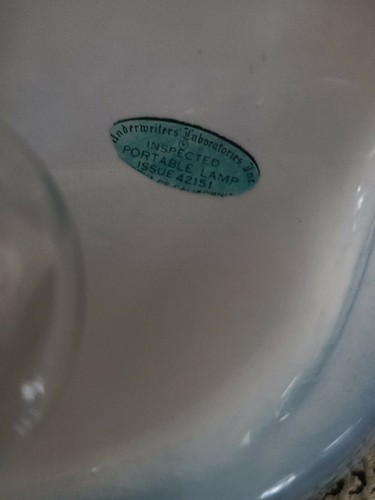 Underwriters Laboratories Inc.
INSPECTED
PORTABLE LAMP
ISSUE 42151